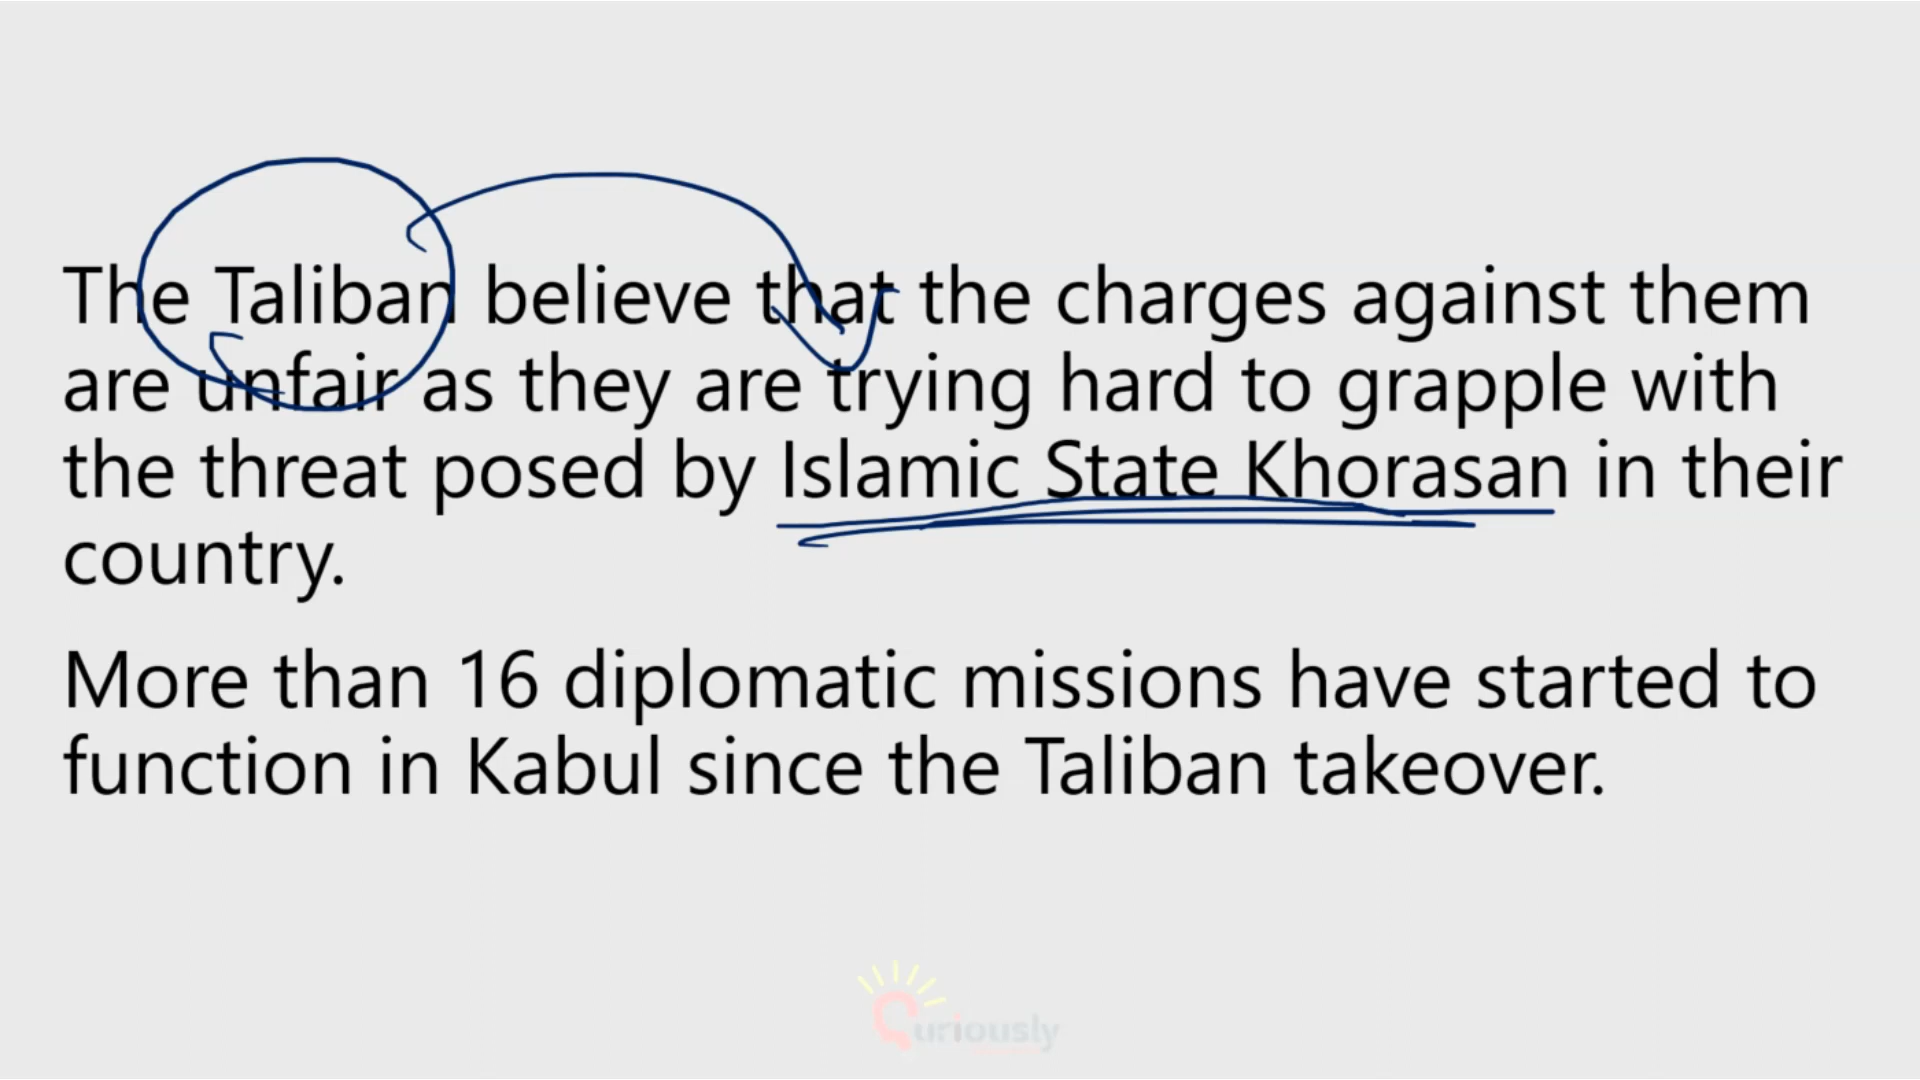 The Taliban believe that the charges against them
are unfair as they are trying hard to grapple with
the threat posed by Islamic State Khorasan in their
country.
More than 16 diplomatic missions have started to
function in Kabul since the Taliban takeover.
uriously